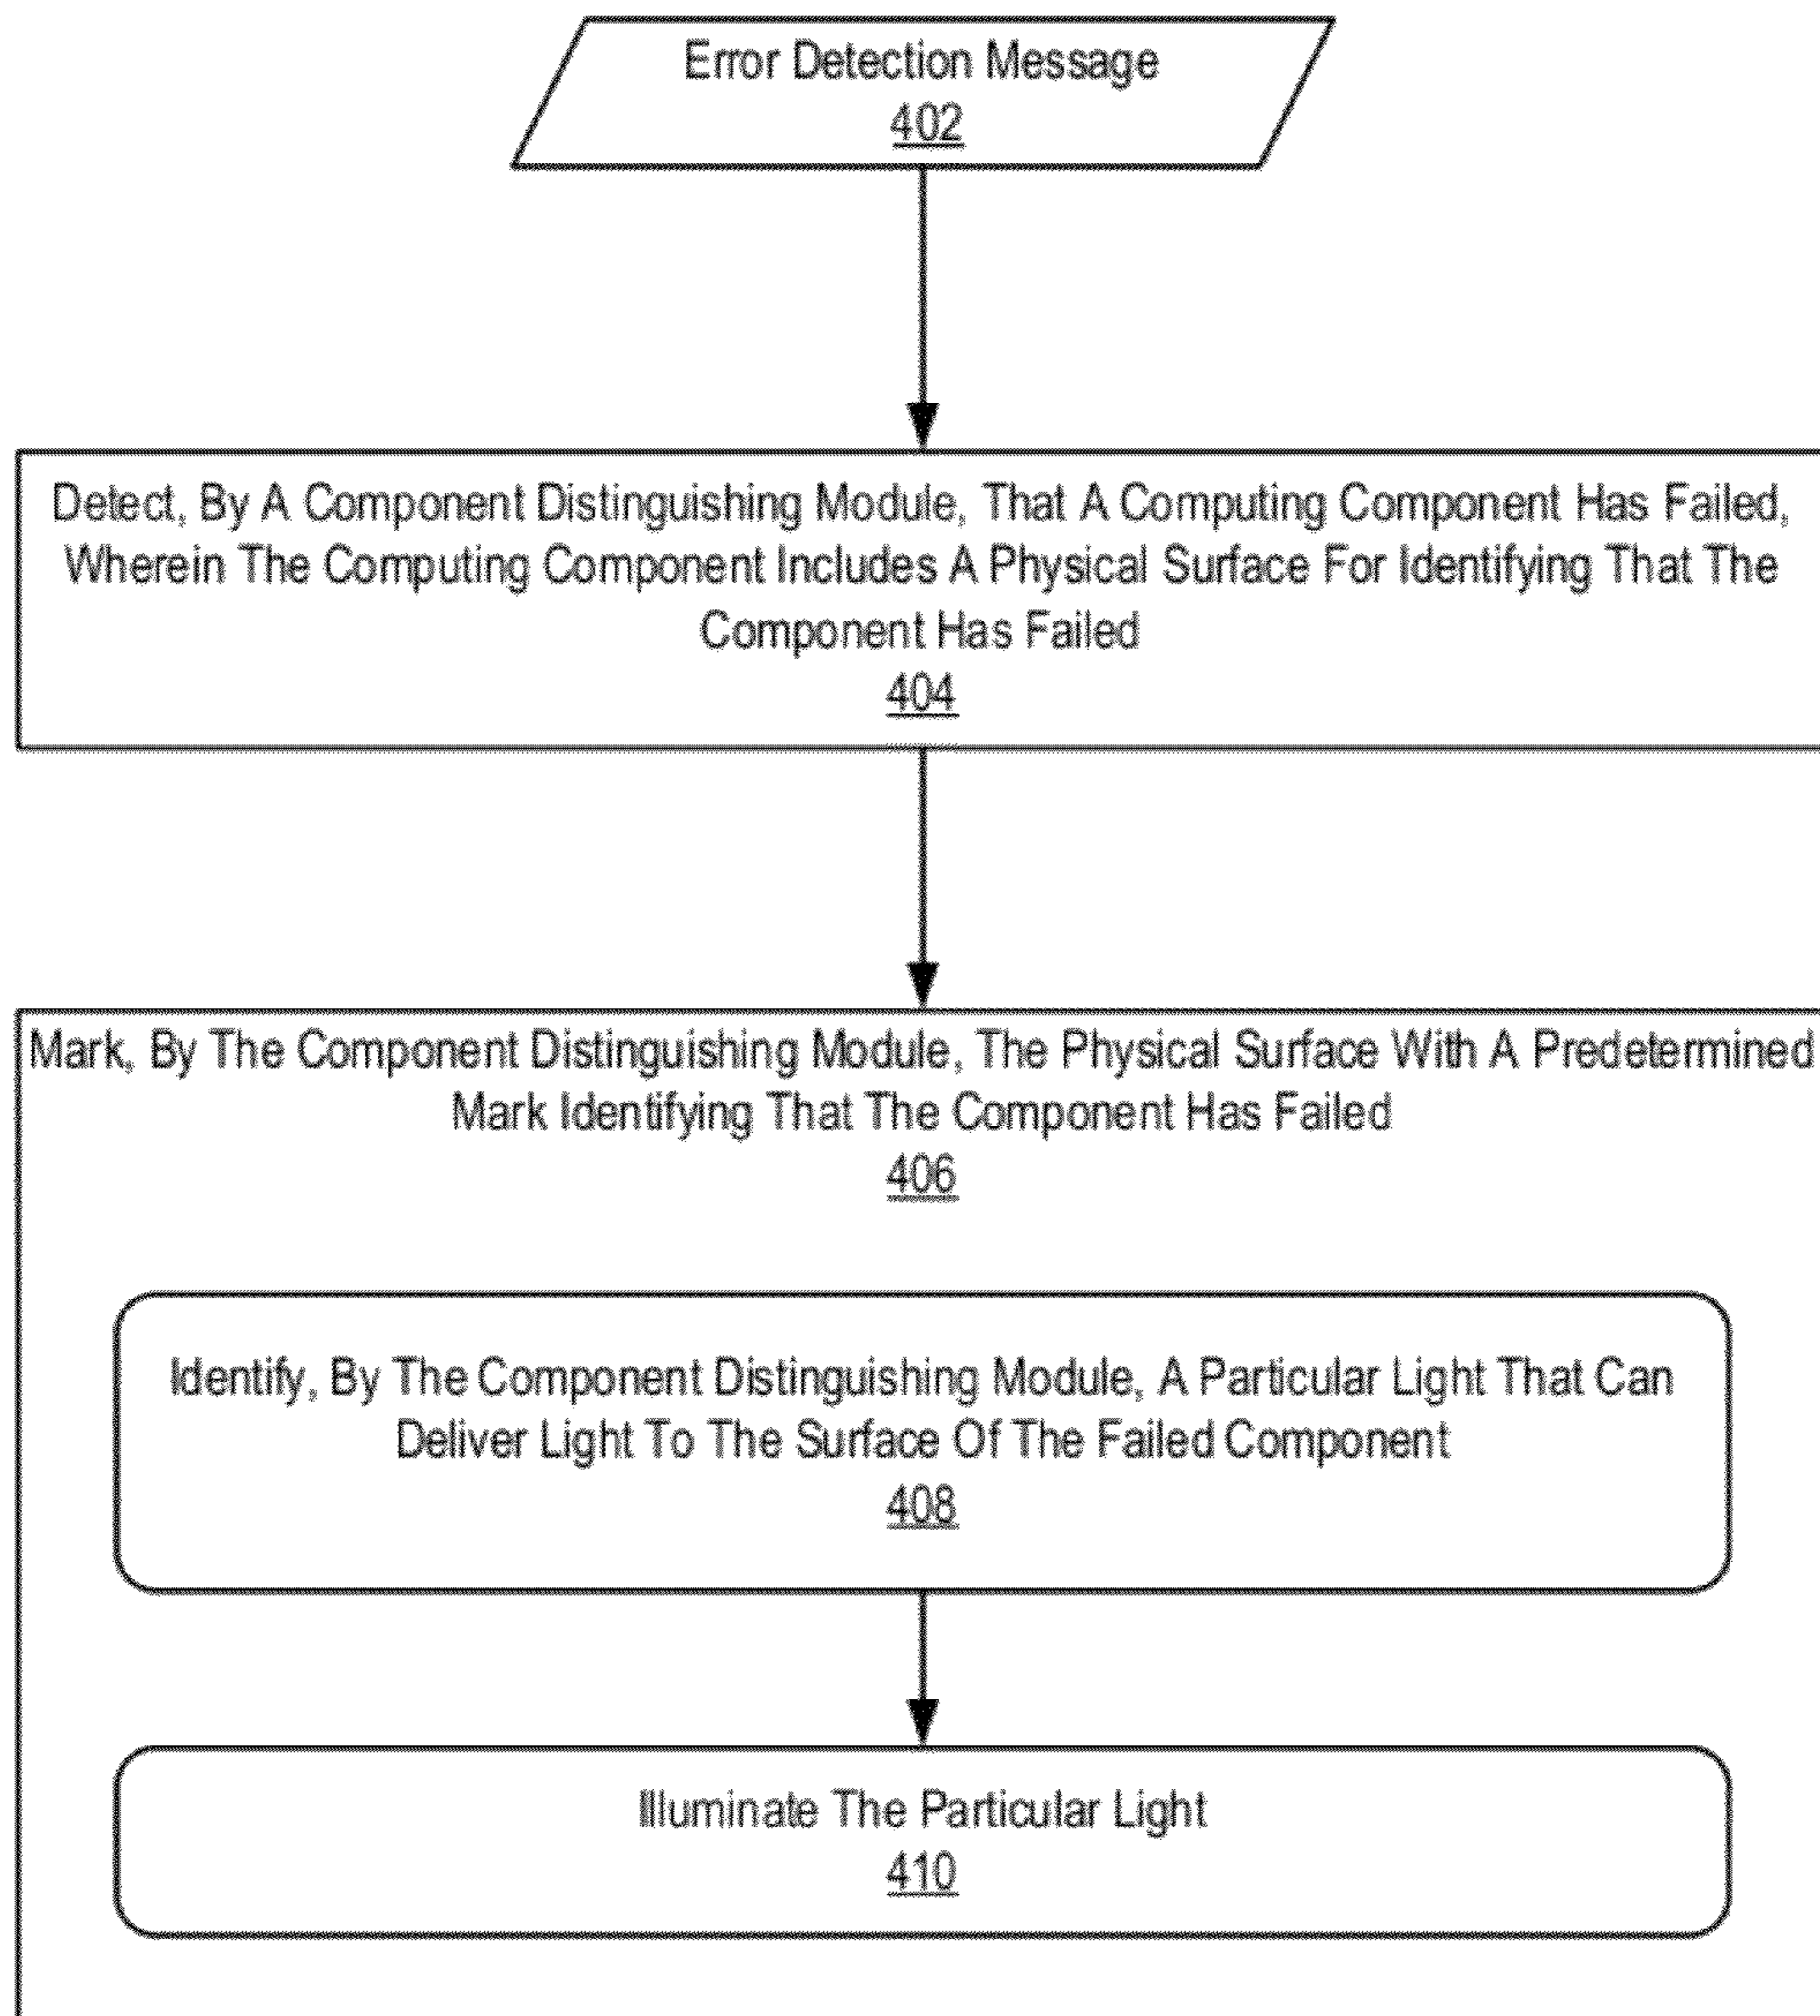 Error Detection Message
402
Detect, By A Component Distinguishing Module, That A Computing Component Has Failed,
Wherein The Computing Component Includes A Physical Surface For Identifying That The
Component Has Failed
404
Mark, By The Component Distinguishing Module, The Physical Surface With A Predetermined
Mark Identifying That The Component Has Failed
406
Identify, By The Component Distinguishing Module, A Particular Light That Can
Deliver Light To The Surface Of The Failed Component
408
Illuminate The Particular Light
410